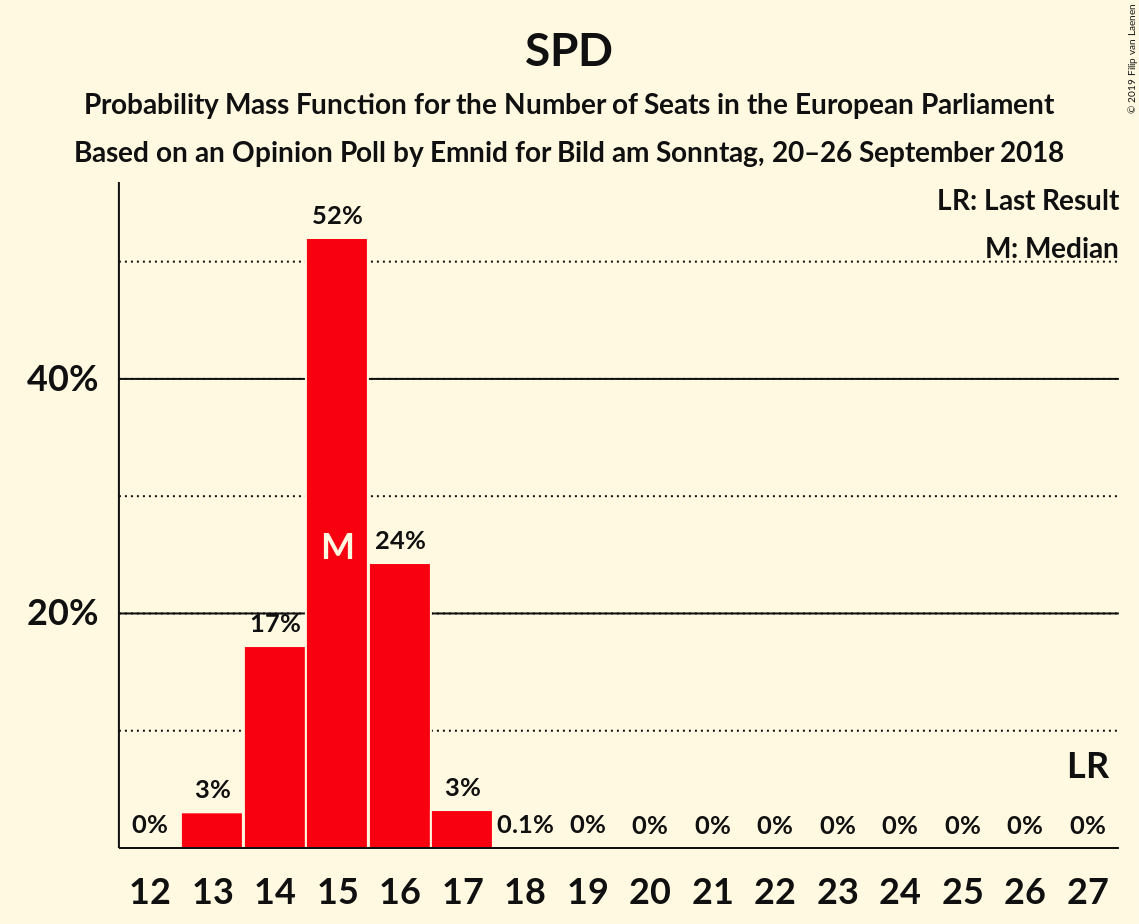 SPD
Probability Mass Function for the Number of Seats in the European Parliament
Based on an Opinion Poll by Emnid for Bild am Sonntag, 20–26 September 2018
© 2019 Filip van Laenen
LR: Last Result
M: Median
52%
40%
M
24%
20%
17%
LR
3%
3%
0%
0.1%
0%
0%
0%
0%
0%
0%
0%
0%
0%
12 13 14 15 16 17 18 19 20 21 22 23 24 25 26 27